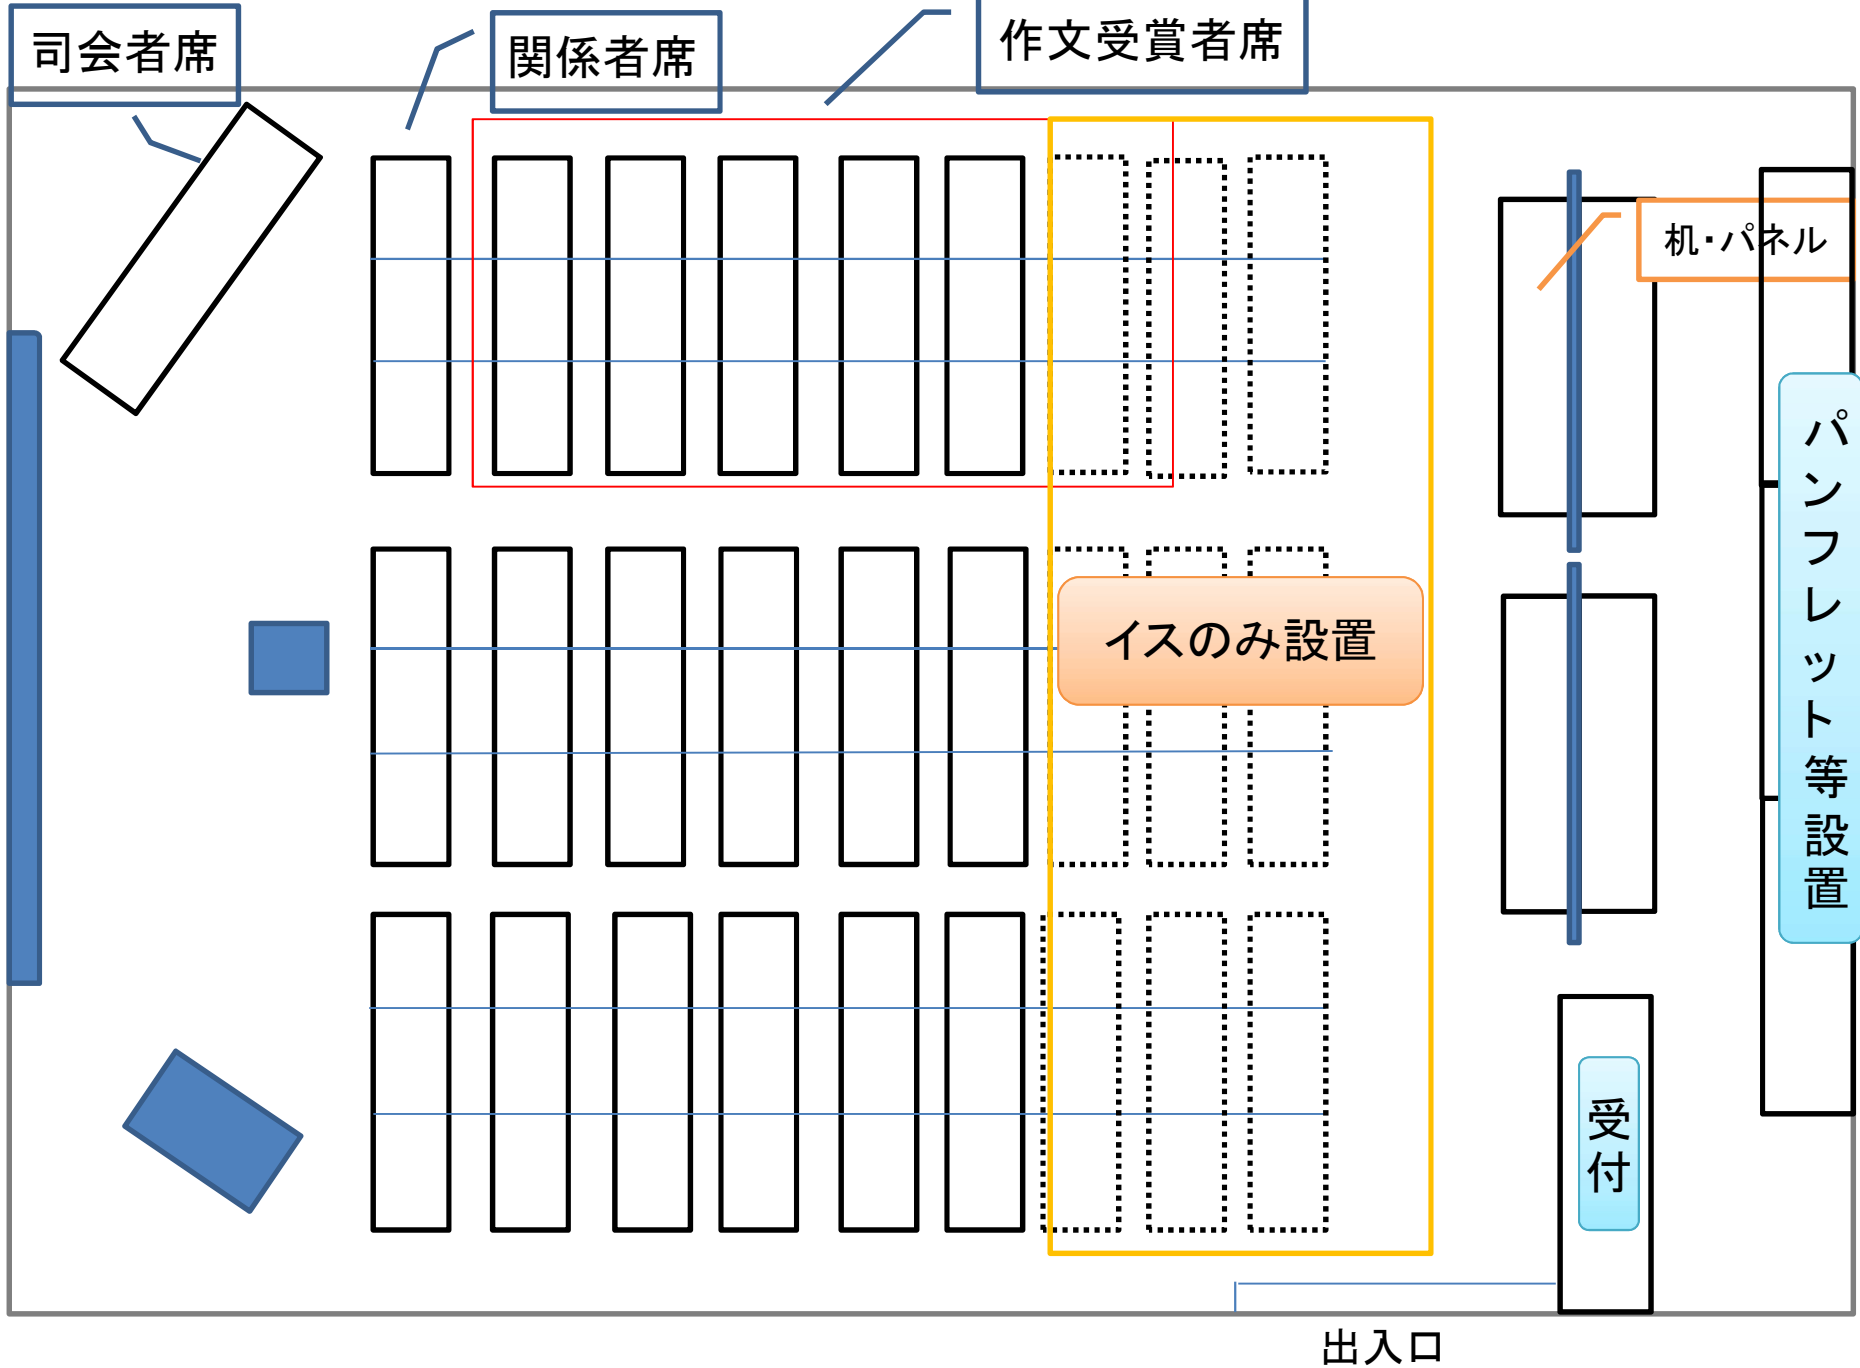 司会者席
関係者席
作文受賞者席
机・パネル
イスのみ設置
パンフレット等設置
受付
出入口